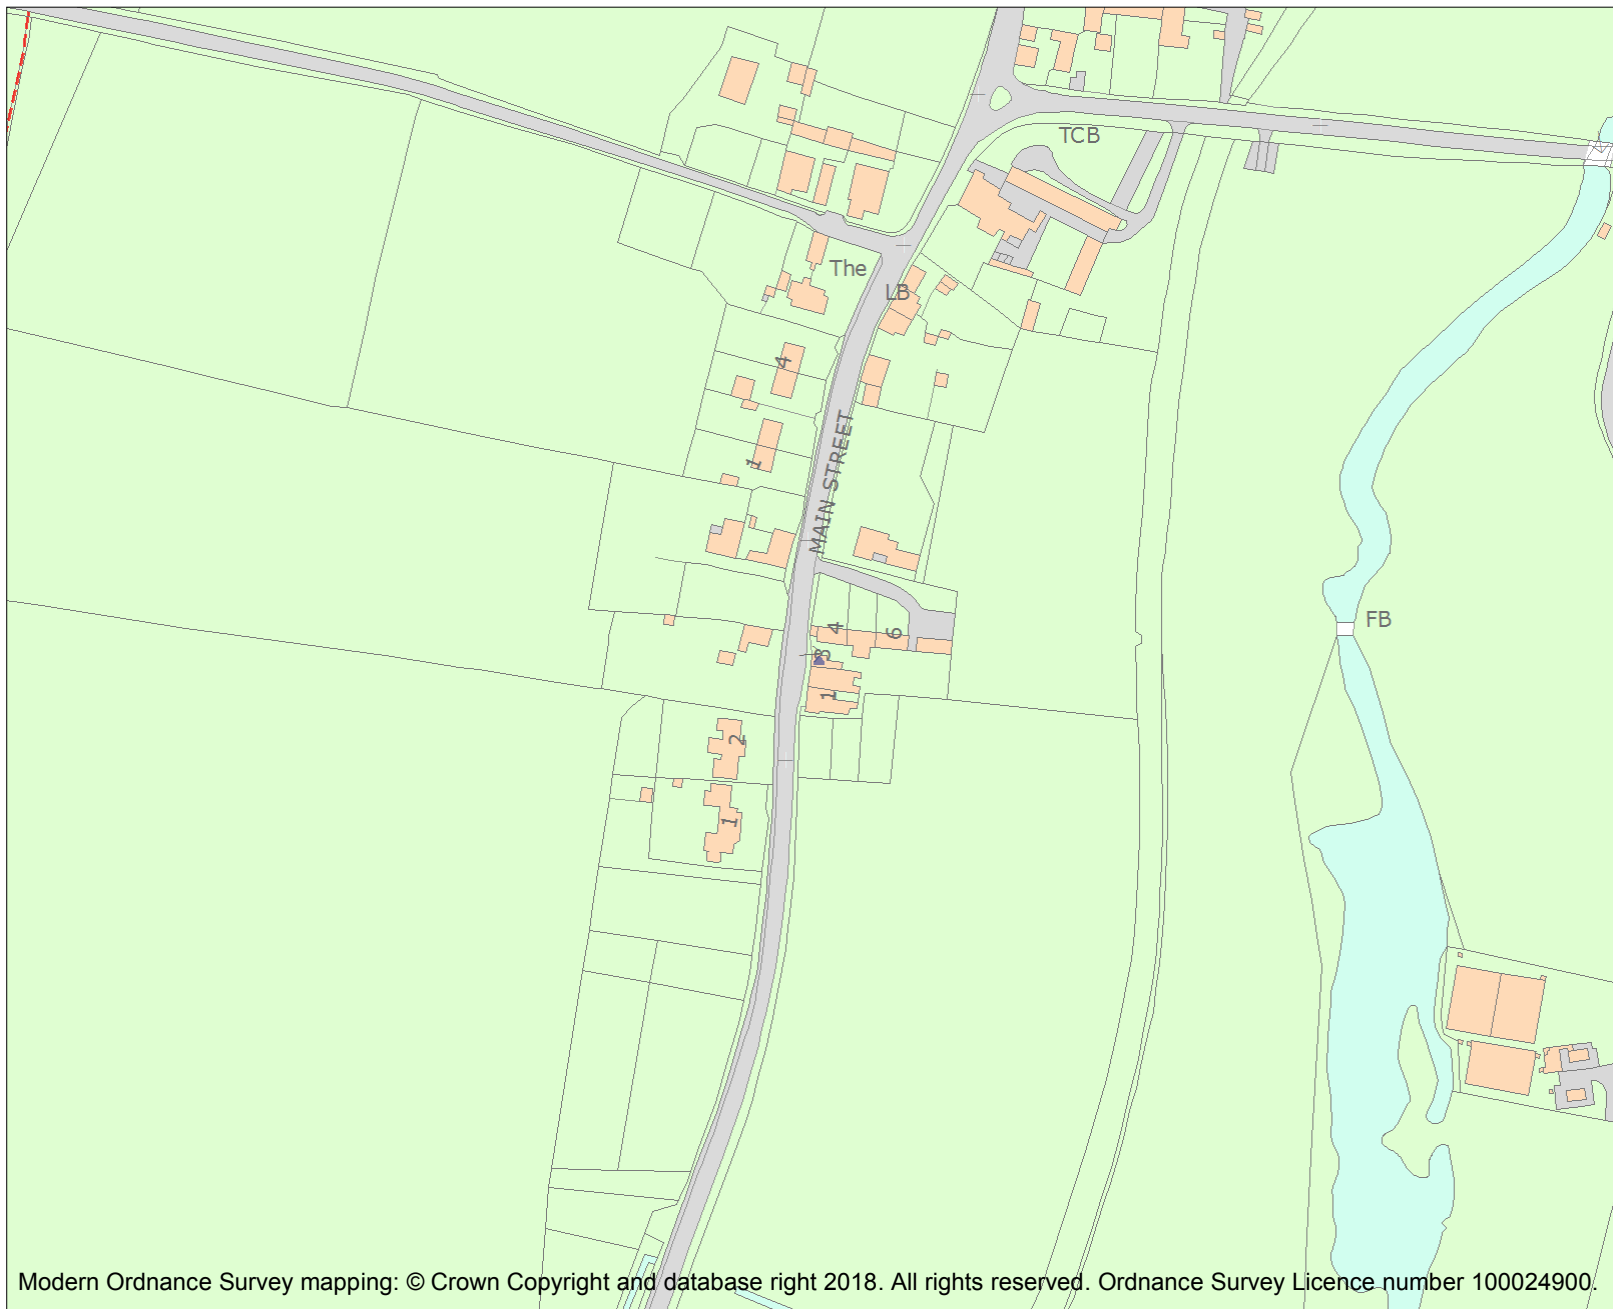 TCB
The
LB
4
MAIN STREET
1
4
6
3
1
FB
2
1
Modern Ordnance Survey mapping: © Crown Copyright and database right 2018. All rights reserved. Ordnance Survey Licence number 100024900.